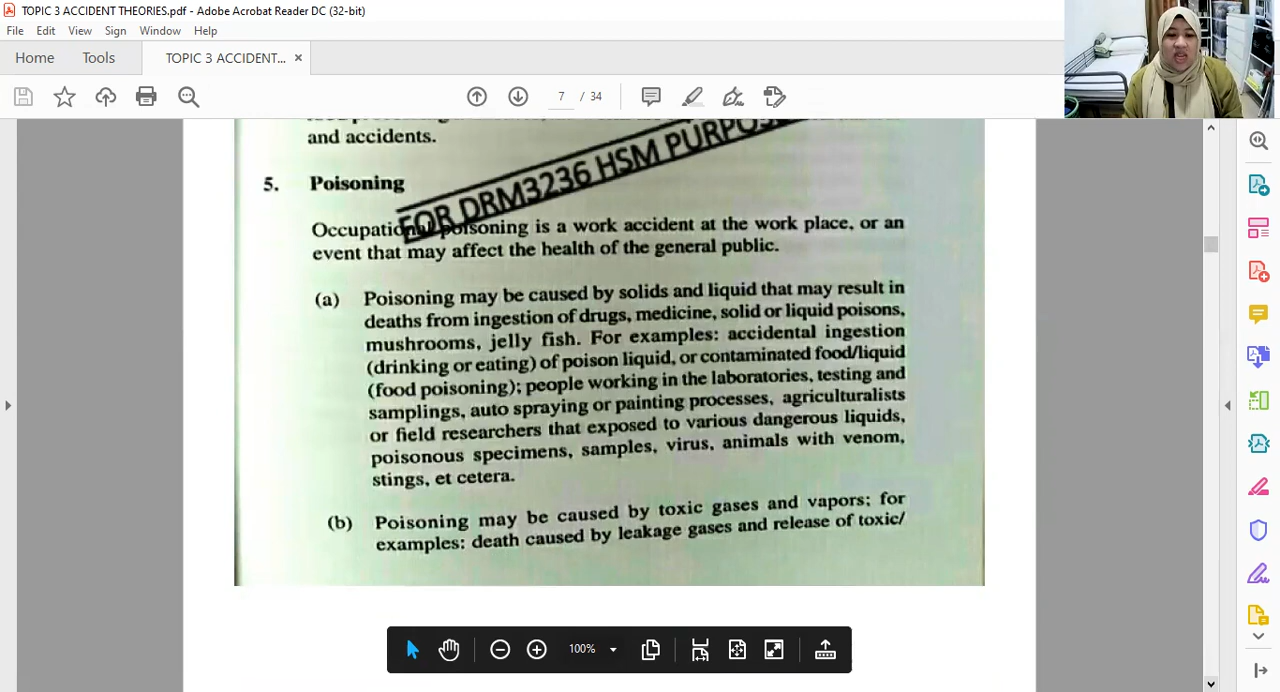 TOPIC 3 ACCIDENT THEORIES.pdf - Adobe Acrobat Reader DC (32-bit)
File Edit View Sign Window Help
Home Tools TOPIC 3 ACCIDENT... ×
7 / 34
and accidents.
FOR DRM3236 HSM
5. Poisoning
Occupational poisoning is a work accident at the work place, or an
event that may affect the health of the general public.
(a) Poisoning may be caused by solids and liquid that may result in
deaths from ingestion of drugs, medicine, solid or liquid poisons,
mushrooms, jelly fish. For examples: accidental ingestion
(drinking or eating) of poison liquid, or contaminated food/liquid
(food poisoning); people working in the laboratories, testing and
samplings, auto spraying or painting processes, agriculturalists
or field researchers that exposed to various dangerous liquids,
poisonous specimens, samples, virus, animals with venom,
stings, et cetera.
(b) Poisoning may be caused by toxic gases and vapors; for
examples: death caused by leakage gases and release of toxic/
100%